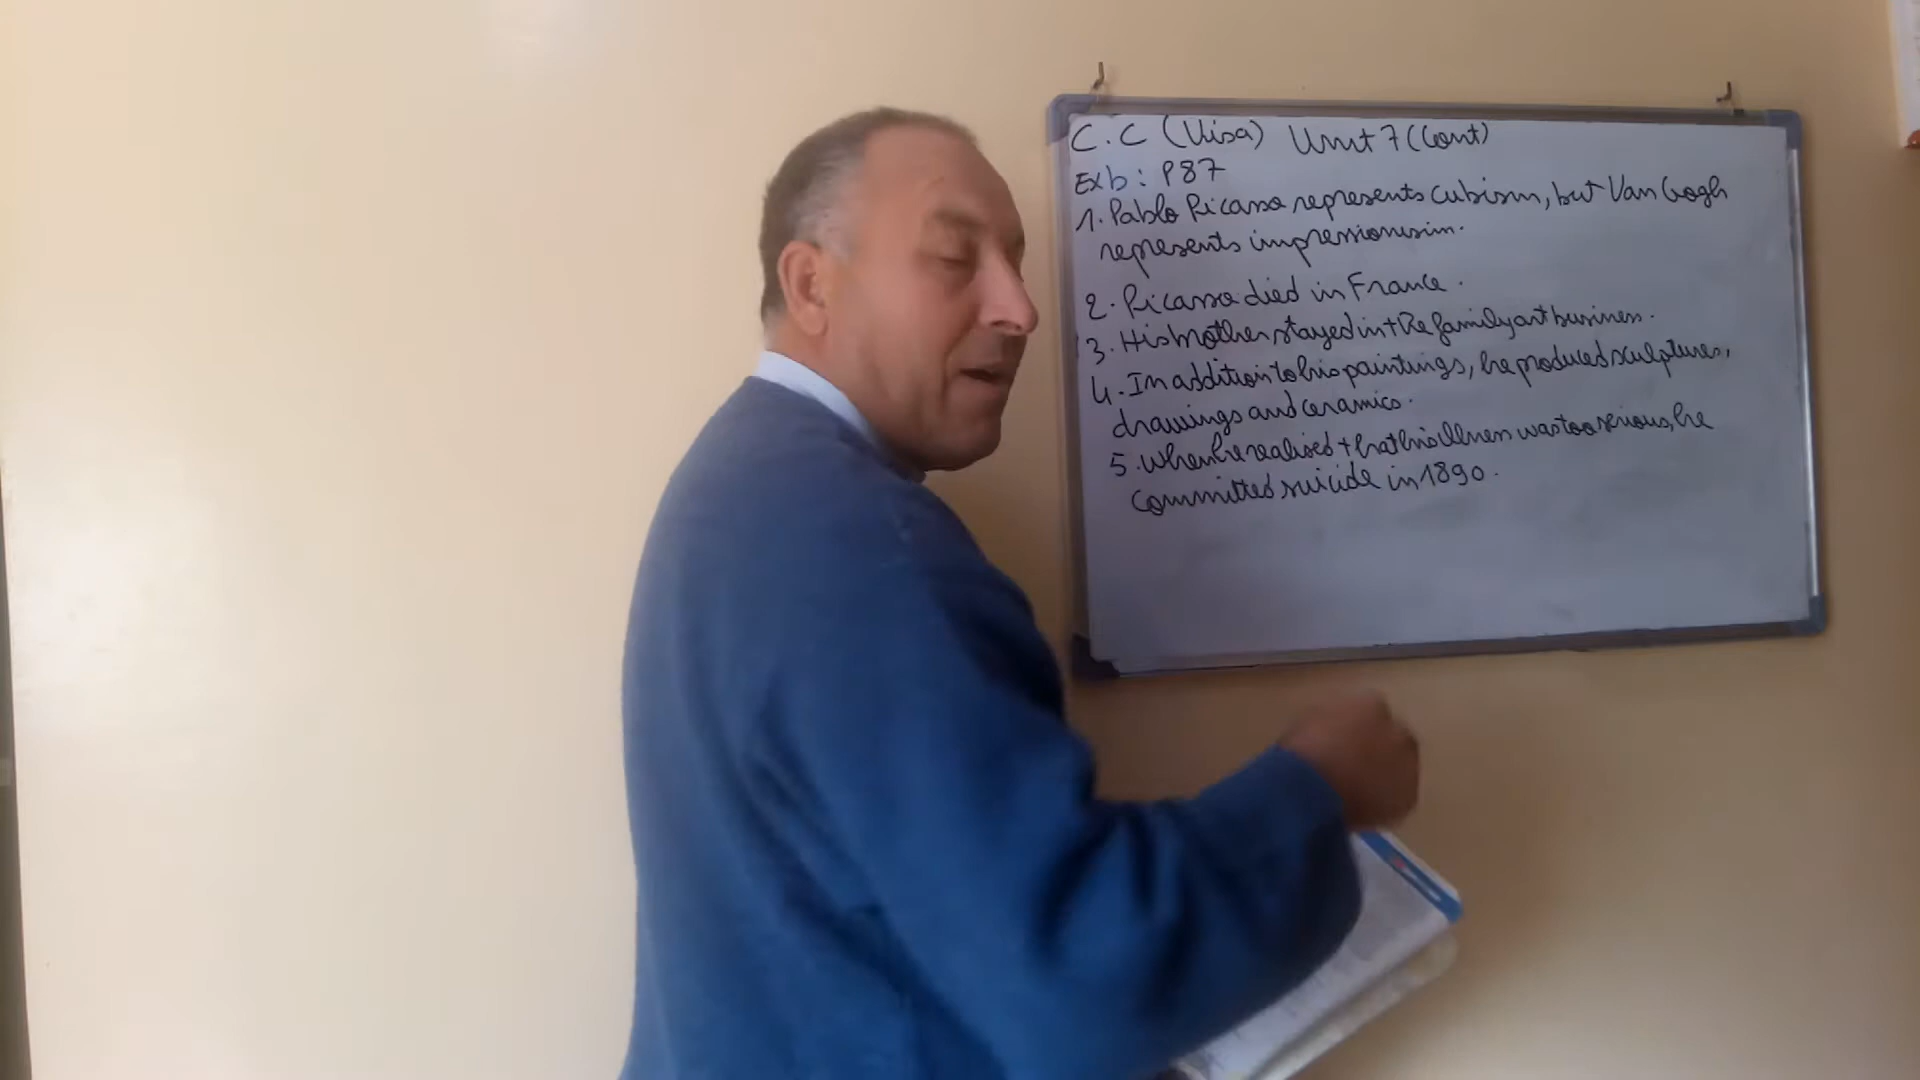 C.C (Visa) Unit 7 (Cont)
Ex b: P87
1. Pablo Picasso represents cubism, but Van Gogh
represents impressionism.
2. Picasso died in France.
3. His brother stayed in the family art business.
4. In addition to his paintings, he produced sculptures,
drawings and ceramics.
5. When he realised that his illness was too serious, he
committed suicide in 1890.